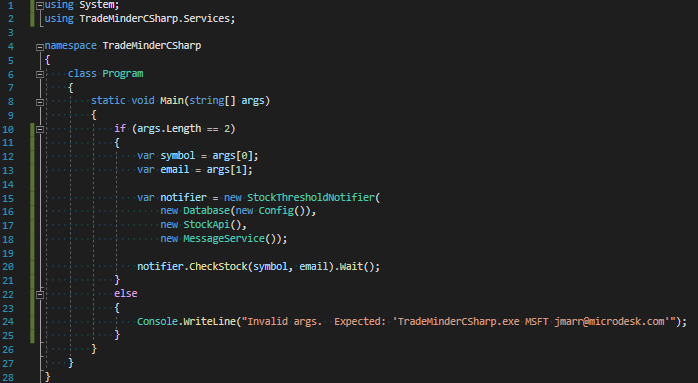 1 using System;
2 using TradeMinderCSharp.Services;
3
4 namespace TradeMinderCSharp
5 {
6     class Program
7     {
8         static void Main(string[] args)
9         {
10             if (args.Length == 2)
11             {
12                 var symbol = args[0];
13                 var email = args[1];
14
15                 var notifier = new StockThresholdNotifier(
16                     new Database(new Config()),
17                     new StockApi(),
18                     new MessageService());
19
20                 notifier.CheckStock(symbol, email).Wait();
21             }
22             else
23             {
24                 Console.WriteLine("Invalid args.  Expected: 'TradeMinderCSharp.exe MSFT jmarr@microdesk.com'");
25             }
26         }
27     }
28 }